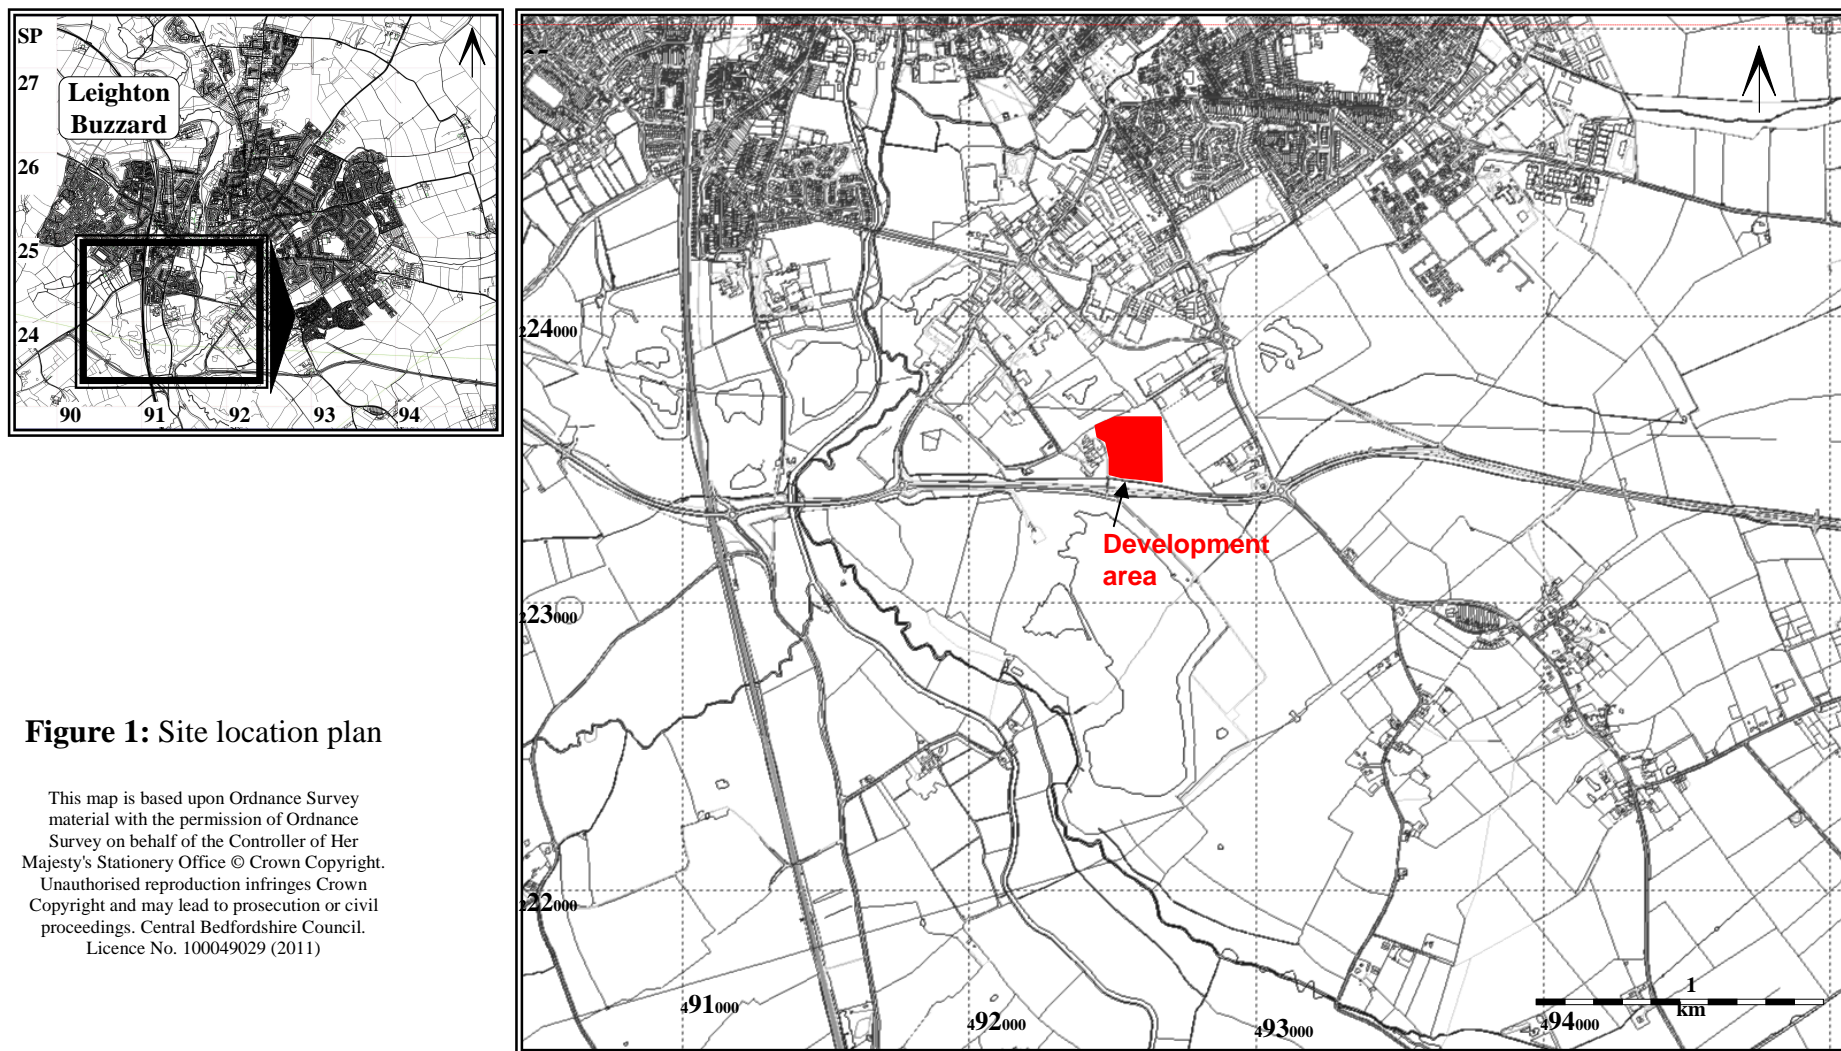 SP
27
26
25
24
90
91
92
93
94
Leighton
Buzzard
Figure 1: Site location plan
This map is based upon Ordnance Survey
material with the permission of Ordnance
Survey on behalf of the Controller of Her
Majesty's Stationery Office © Crown Copyright.
Unauthorised reproduction infringes Crown
Copyright and may lead to prosecution or civil
proceedings. Central Bedfordshire Council.
Licence No. 100049029 (2011)
224000
Development
area
223000
222000
491000
492000
493000
494000
1
km